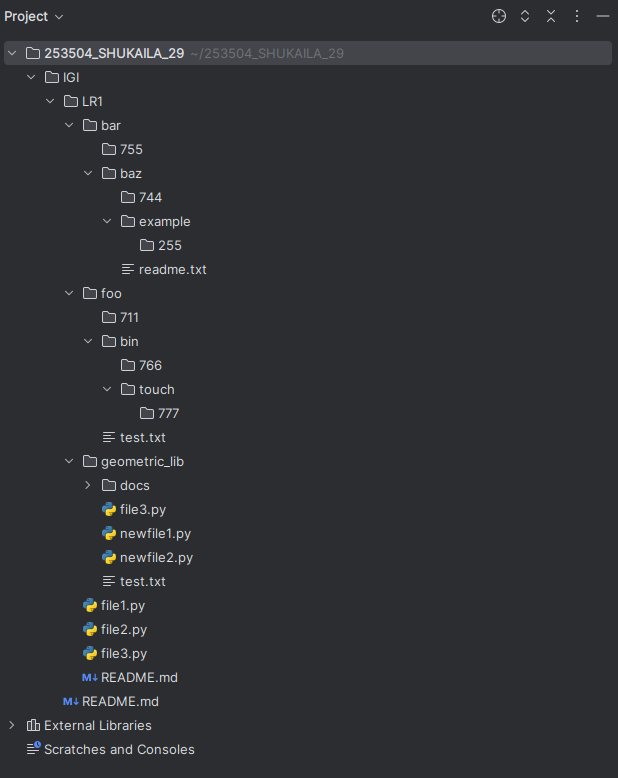 Project
253504_SHUKAILA_29 ~/253504_SHUKAILA_29
IGI
LR1
bar
755
baz
744
example
255
readme.txt
foo
711
bin
766
touch
777
test.txt
geometric_lib
docs
file3.py
newfile1.py
newfile2.py
test.txt
file1.py
file2.py
file3.py
M↓ README.md
M↓ README.md
External Libraries
Scratches and Consoles